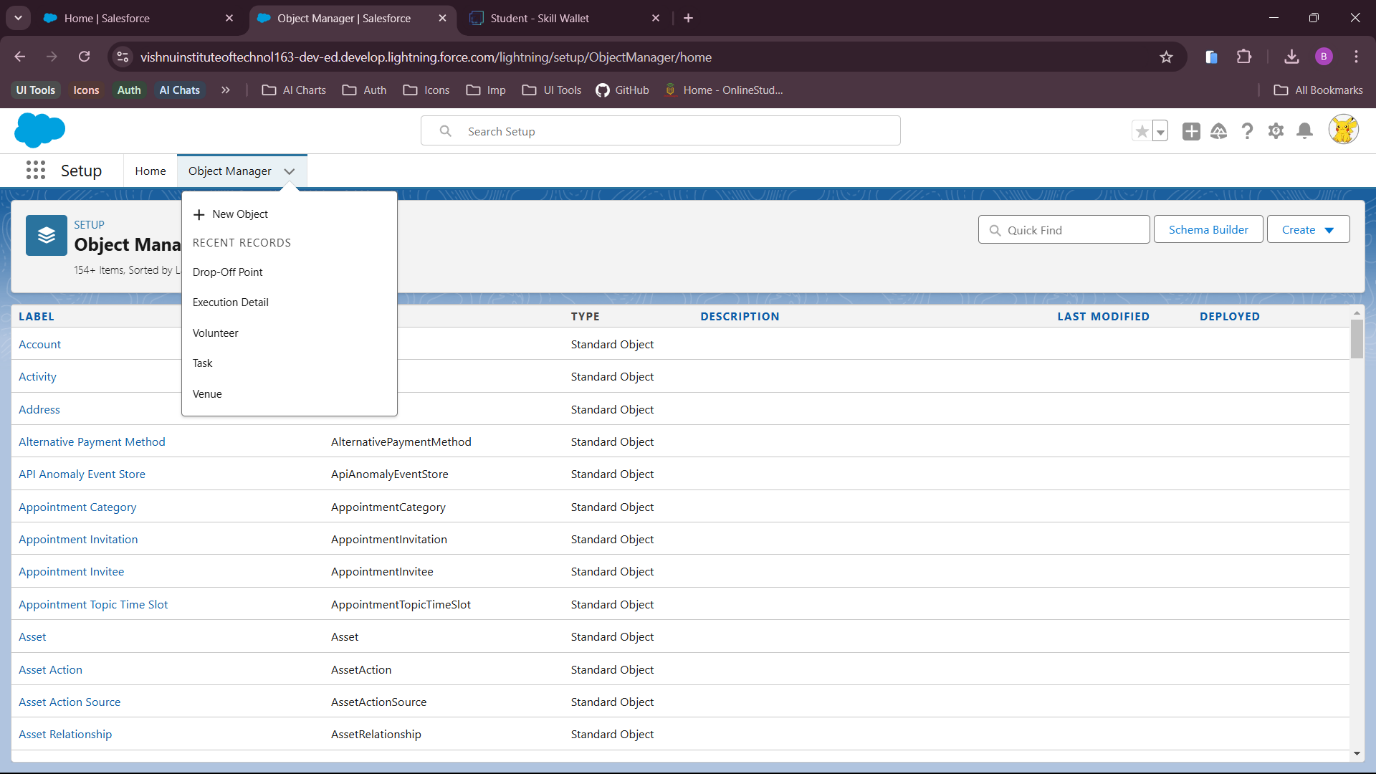 Home | Salesforce
Object Manager | Salesforce
Student - Skill Wallet
vishnuinstituteoftechnol163-dev-ed.develop.lightning.force.com/lightning/setup/ObjectManager/home
B
UI Tools Icons Auth AI Chats AI Charts Auth Icons Imp UI Tools GitHub Home - OnlineStud... All Bookmarks
Search Setup
Setup Home Object Manager
New Object
RECENT RECORDS
Drop-Off Point
Execution Detail
Volunteer
Task
Venue
SETUP
Object Mana
154+ Items, Sorted by L
Quick Find
Schema Builder
Create
LABEL TYPE DESCRIPTION LAST MODIFIED DEPLOYED
Account Standard Object
Activity Standard Object
Address Standard Object
Alternative Payment Method AlternativePaymentMethod Standard Object
API Anomaly Event Store ApiAnomalyEventStore Standard Object
Appointment Category AppointmentCategory Standard Object
Appointment Invitation AppointmentInvitation Standard Object
Appointment Invitee AppointmentInvitee Standard Object
Appointment Topic Time Slot AppointmentTopicTimeSlot Standard Object
Asset Asset Standard Object
Asset Action AssetAction Standard Object
Asset Action Source AssetActionSource Standard Object
Asset Relationship AssetRelationship Standard Object